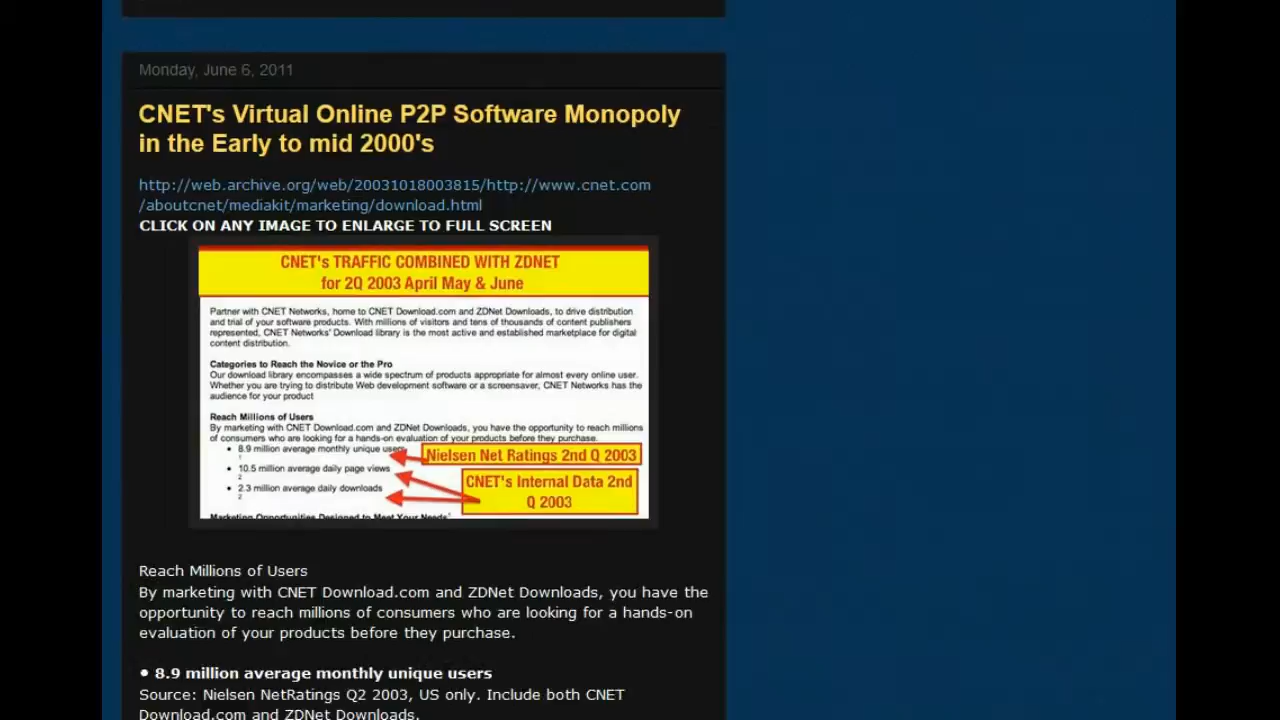 Monday, June 6, 2011
CNET's Virtual Online P2P Software Monopoly
in the Early to mid 2000's
http://web.archive.org/web/20031018003815/http://www.cnet.com
/aboutcnet/mediakit/marketing/download.html
CLICK ON ANY IMAGE TO ENLARGE TO FULL SCREEN
CNET's TRAFFIC COMBINED WITH ZDNET
for 2Q 2003 April May & June
Partner with CNET Networks, home to CNET Download.com and ZDNet Downloads, to drive distribution
and trial of your software products. With millions of visitors and tens of thousands of content publishers
represented, CNET Networks' Download library is the most active and established marketplace for digital
content distribution.
Categories to Reach the Novice or the Pro
Our download library encompasses a wide spectrum of products appropriate for almost every online user.
Whether you are trying to distribute Web development software or a screensaver, CNET Networks has the
audience for your product
Reach Millions of Users
By marketing with CNET Download.com and ZDNet Downloads, you have the opportunity to reach millions
of consumers who are looking for a hands-on evaluation of your products before they purchase.
• 8.9 million average monthly unique users
1
Nielsen Net Ratings 2nd Q 2003
• 10.5 million average daily page views
2
• 2.3 million average daily downloads
2
CNET's Internal Data 2nd
Q 2003
Marketing Opportunities Designed to Meet Your Needs
Reach Millions of Users
By marketing with CNET Download.com and ZDNet Downloads, you have the
opportunity to reach millions of consumers who are looking for a hands-on
evaluation of your products before they purchase.
• 8.9 million average monthly unique users
Source: Nielsen NetRatings Q2 2003, US only. Include both CNET
Download.com and ZDNet Downloads.